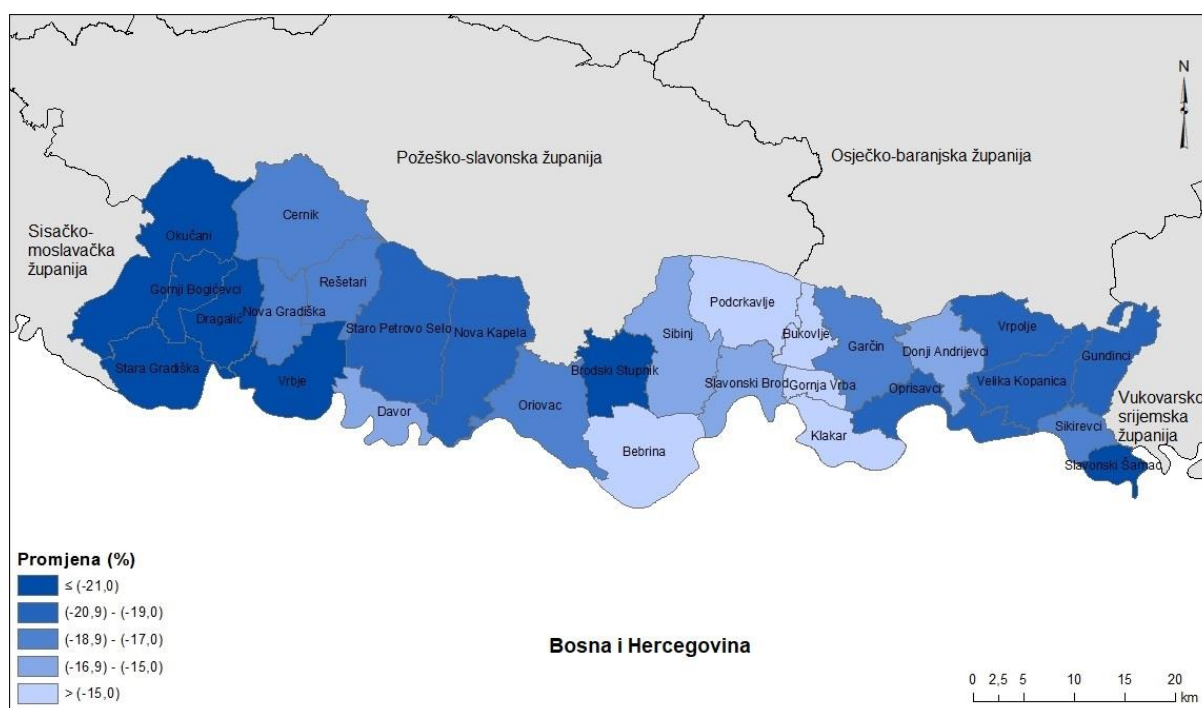 N
Požeško-slavonska županija
Osječko-baranjska županija
Sisačko-
moslavačka
županija
Okučani
Cernik
Gornji Bogićevci
Rešetari
Nova Gradiška
Dragalić
Staro Petrovo Selo
Nova Kapela
Stara Gradiška
Vrbje
Davor
Oriovac
Brodski Stupnik
Sibinj
Podcrkavlje
Bukovlje
Slavonski Brod
Gornja Vrba
Garčin
Donji Andrijevci
Vrpolje
Gundinci
Oprisavci
Velika Kopanica
Bebrina
Klakar
Sikirevci
Slavonski Šamac
Vukovarsko
srijemska
županija
Promjena (%)
≤ (-21,0)
(-20,9) - (-19,0)
(-18,9) - (-17,0)
(-16,9) - (-15,0)
> (-15,0)
Bosna i Hercegovina
0 2,5 5 10 15 20
km